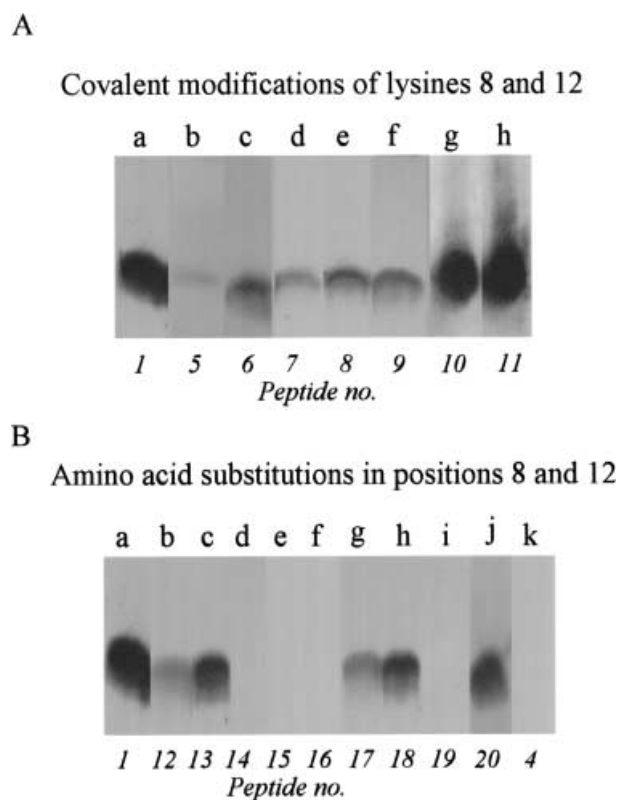 A
Covalent modifications of lysines 8 and 12
a b c d e f g h
1 5 6 7 8 9 10 11
Peptide no.
B
Amino acid substitutions in positions 8 and 12
a b c d e f g h i j k
1 12 13 14 15 16 17 18 19 20 4
Peptide no.